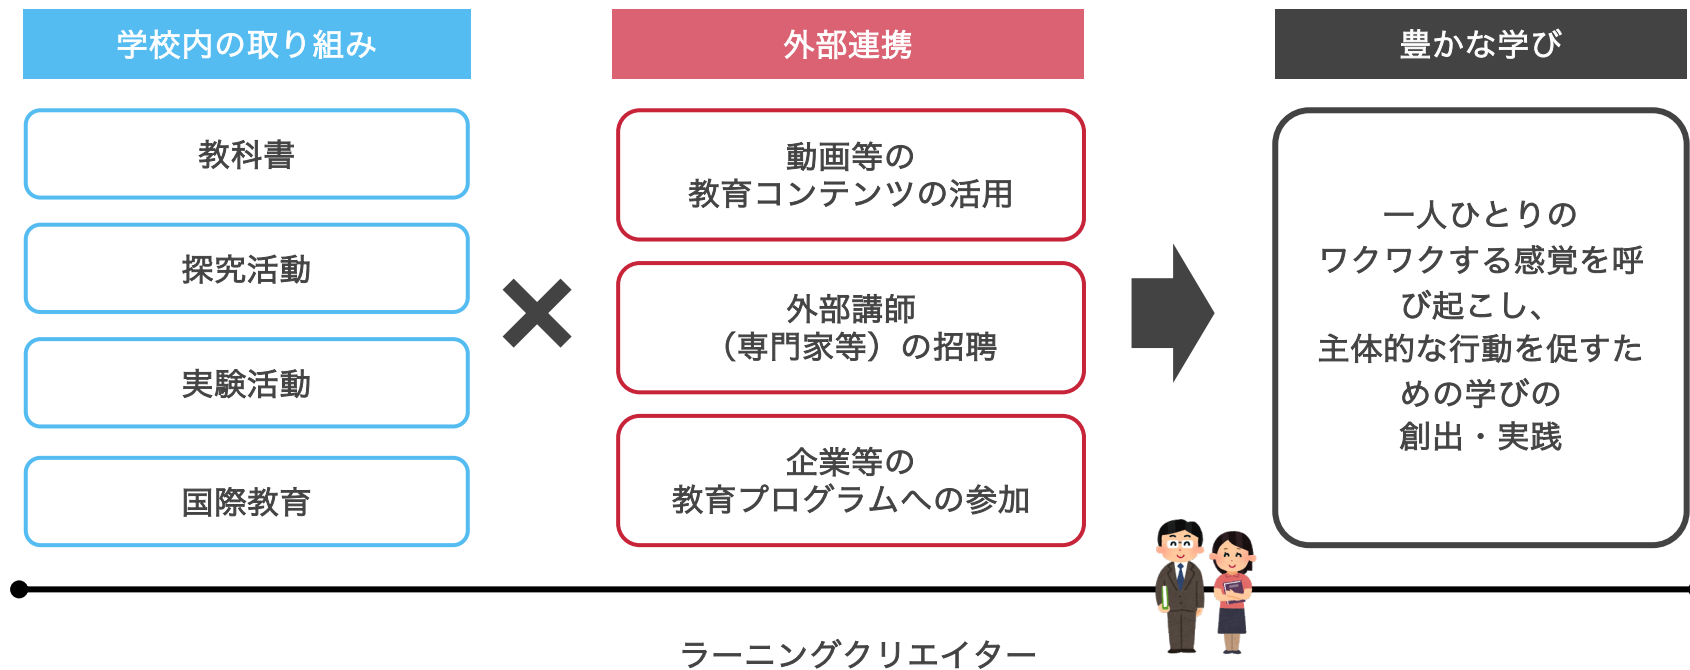 学校内の取り組み
教科書
探究活動
実験活動
国際教育
外部連携
動画等の
教育コンテンツの活用
外部講師
（専門家等）の招聘
企業等の
教育プログラムへの参加
豊かな学び
一人ひとりの
ワクワクする感覚を呼
び起こし、
主体的な行動を促すた
めの学びの
創出・実践
ラーニングクリエイター